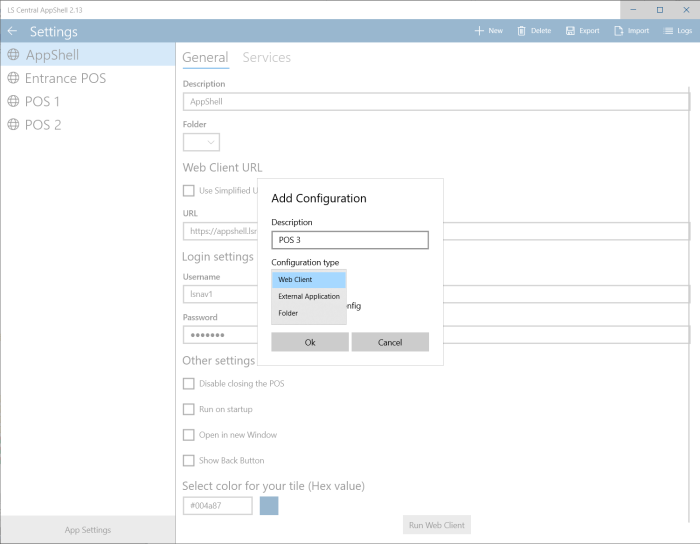 LS Central AppShell 2.13
Settings
New Delete Export Import Logs
AppShell
Entrance POS
POS 1
POS 2
General Services
Description
AppShell
Folder
Web Client URL
Use Simplified U
URL
https://appshell.lsr
Login settings
Username
lsnav1
Password
Other settings
Disable closing the POS
Run on startup
Open in new Window
Show Back Button
Select color for your tile (Hex value)
#004a87
App Settings
Run Web Client
Add Configuration
Description
POS 3
Configuration type
Web Client
External Application
Folder
nfig
Ok Cancel